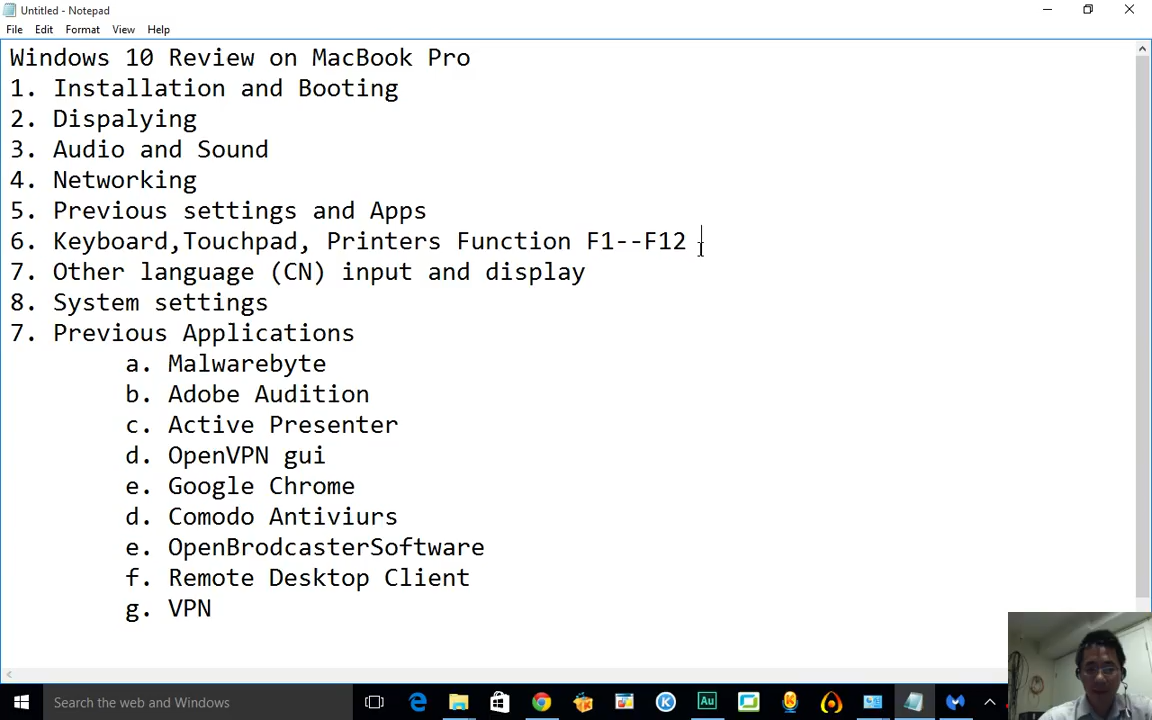 Untitled - Notepad
File Edit Format View Help
Windows 10 Review on MacBook Pro
1. Installation and Booting
2. Dispalying
3. Audio and Sound
4. Networking
5. Previous settings and Apps
6. Keyboard,Touchpad, Printers Function F1--F12
7. Other language (CN) input and display
8. System settings
7. Previous Applications
a. Malwarebyte
b. Adobe Audition
c. Active Presenter
d. OpenVPN gui
e. Google Chrome
d. Comodo Antiviurs
e. OpenBrodcasterSoftware
f. Remote Desktop Client
g. VPN
Search the web and Windows
Au